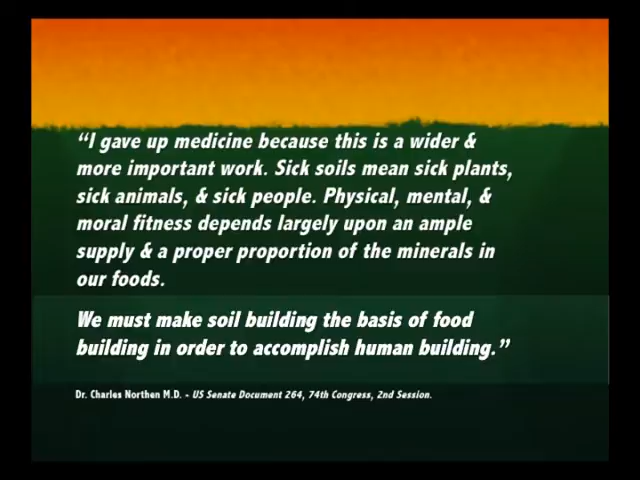 “I gave up medicine because this is a wider &
more important work. Sick soils mean sick plants,
sick animals, & sick people. Physical, mental, &
moral fitness depends largely upon an ample
supply & a proper proportion of the minerals in
our foods.
We must make soil building the basis of food
building in order to accomplish human building.”
Dr. Charles Northen M.D. - US Senate Document 264, 74th Congress, 2nd Session.